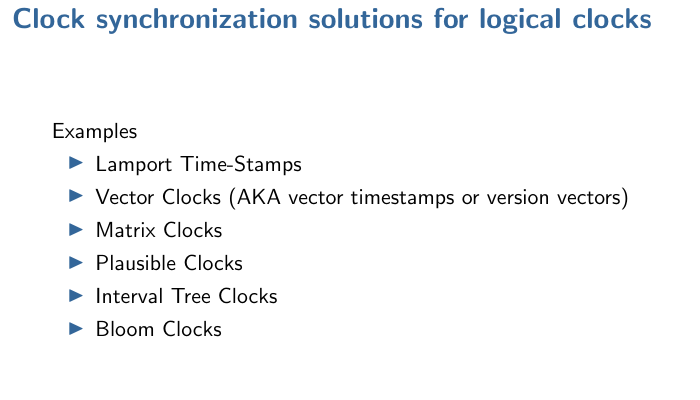 Clock synchronization solutions for logical clocks
Examples
Lamport Time-Stamps
Vector Clocks (AKA vector timestamps or version vectors)
Matrix Clocks
Plausible Clocks
Interval Tree Clocks
Bloom Clocks